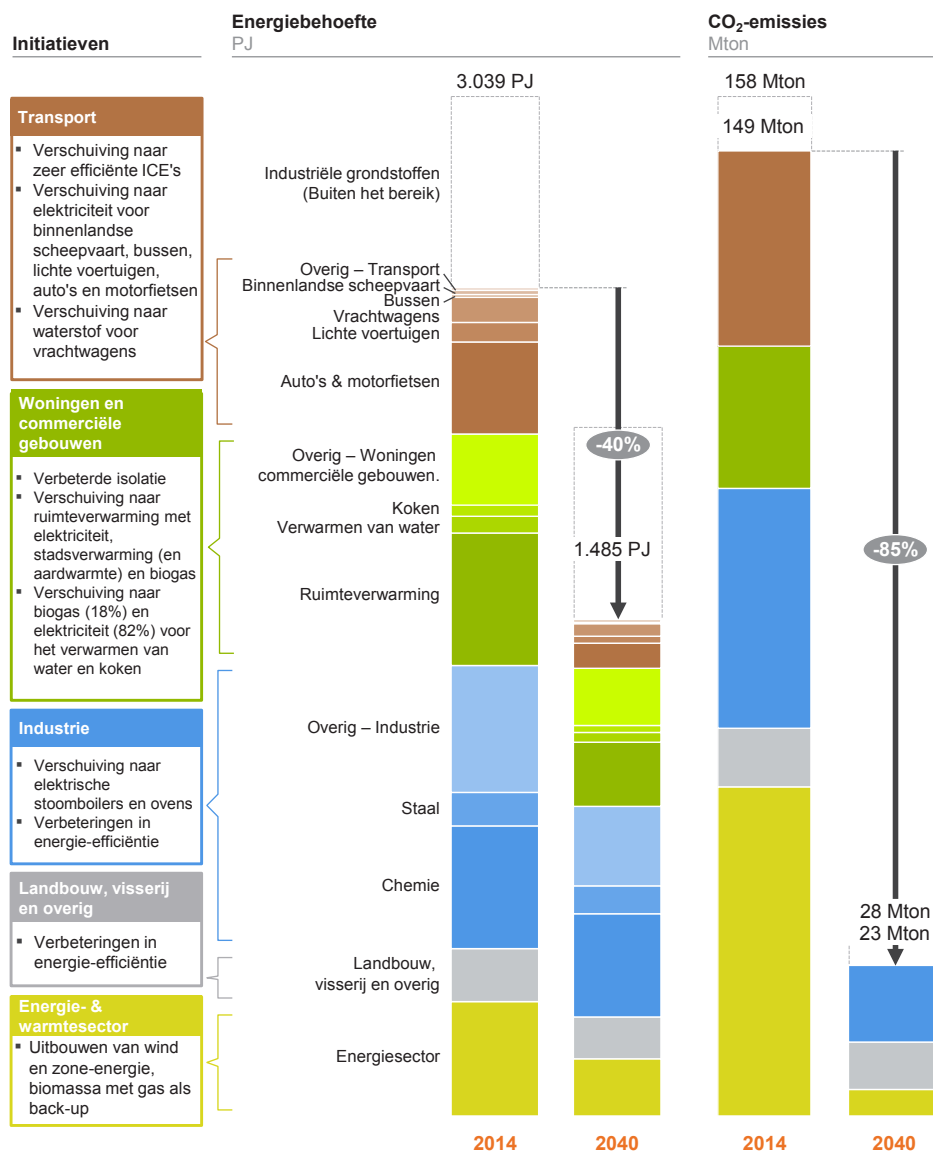 Initiatieven
Energiebehoefte
PJ
CO₂-emissies
Mton
Transport
▪ Verschuiving naar
zeer efficiënte ICE's
▪ Verschuiving naar
elektriciteit voor
binnenlandse
scheepvaart, bussen,
lichte voertuigen,
auto's en motorfietsen
▪ Verschuiving naar
waterstof voor
vrachtwagens
Woningen en
commerciële
gebouwen
▪ Verbeterde isolatie
▪ Verschuiving naar
ruimteverwarming met
elektriciteit,
stadsverwarming (en
aardwarmte) en biogas
▪ Verschuiving naar
biogas (18%) en
elektriciteit (82%) voor
het verwarmen van
water en koken
Industrie
▪ Verschuiving naar
elektrische
stoomboilers en ovens
▪ Verbeteringen in
energie-efficiëntie
Landbouw, visserij
en overig
▪ Verbeteringen in
energie-efficiëntie
Energie- &
warmtesector
▪ Uitbouwen van wind
en zone-energie,
biomassa met gas als
back-up
3.039 PJ
Industriële grondstoffen
(Buiten het bereik)
Overig – Transport
Binnenlandse scheepvaart
Bussen
Vrachtwagens
Lichte voertuigen
Auto's & motorfietsen
Overig – Woningen
commerciële gebouwen.
Koken
Verwarmen van water
Ruimteverwarming
Overig – Industrie
Staal
Chemie
Landbouw,
visserij en overig
Energiesector
-40%
1.485 PJ
2014
2040
158 Mton
149 Mton
-85%
28 Mton
23 Mton
2014
2040